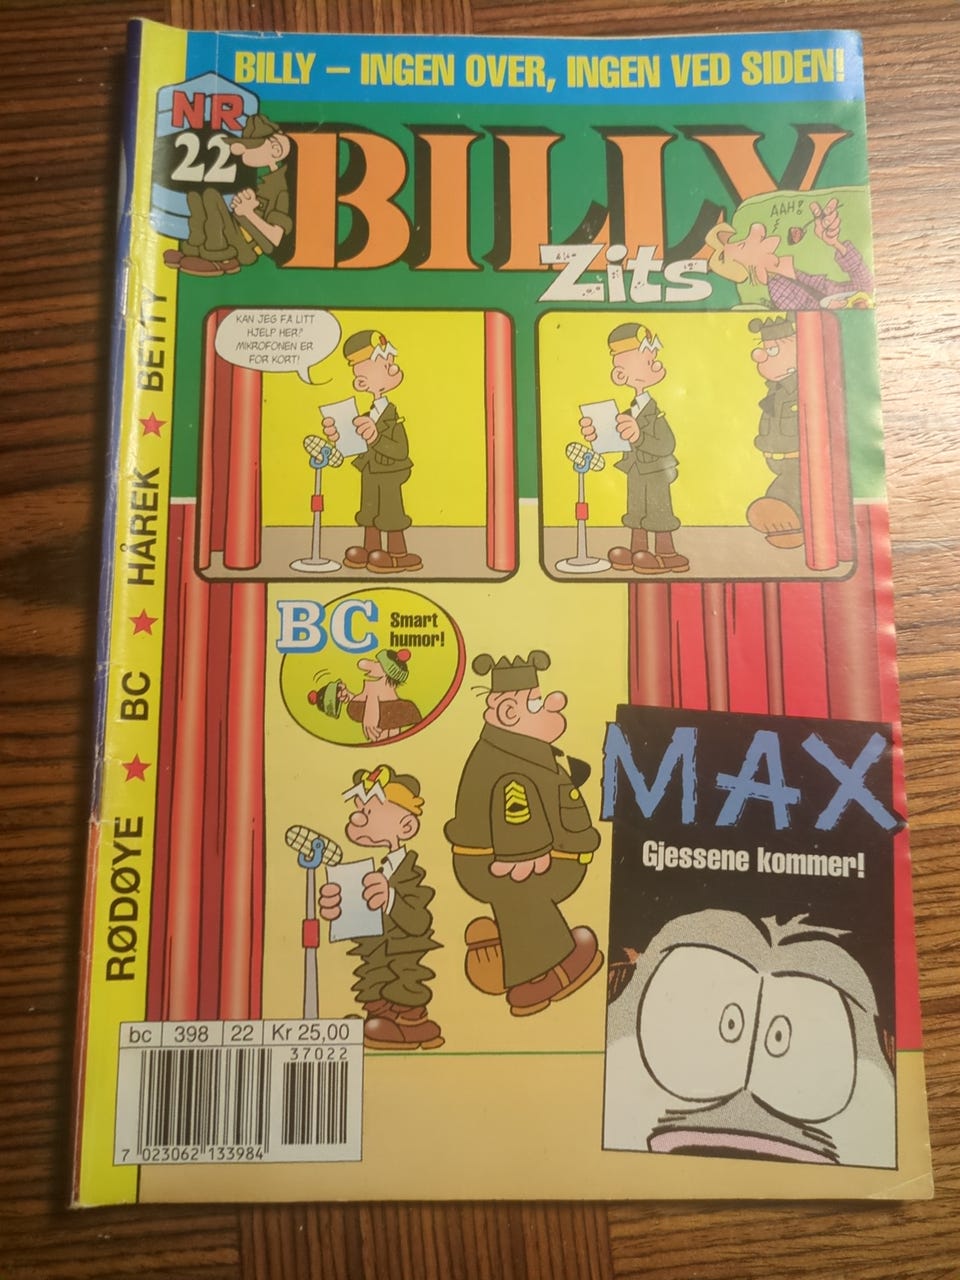 BILLY – INGEN OVER, INGEN VED SIDEN!
NR
22
BILLY
AAH!
Zits
KAN JEG FÅ LITT
HJELP HER?
MIKROFONEN ER
FOR KORT!
BC
Smart
humor!
MAX
Gjessene kommer!
RØDØYE ★ BC ★ HÅREK ★ BETTY
bc 398 22 Kr 25,00
37022
7 023062 133984